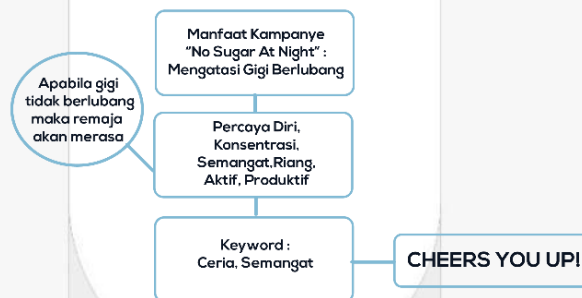 Manfaat Kampanye
“No Sugar At Night” :
Mengatasi Gigi Berlubang
Apabila gigi
tidak berlubang
maka remaja
akan merasa
Percaya Diri,
Konsentrasi,
Semangat,Riang,
Aktif, Produktif
Keyword :
Ceria, Semangat
CHEERS YOU UP!